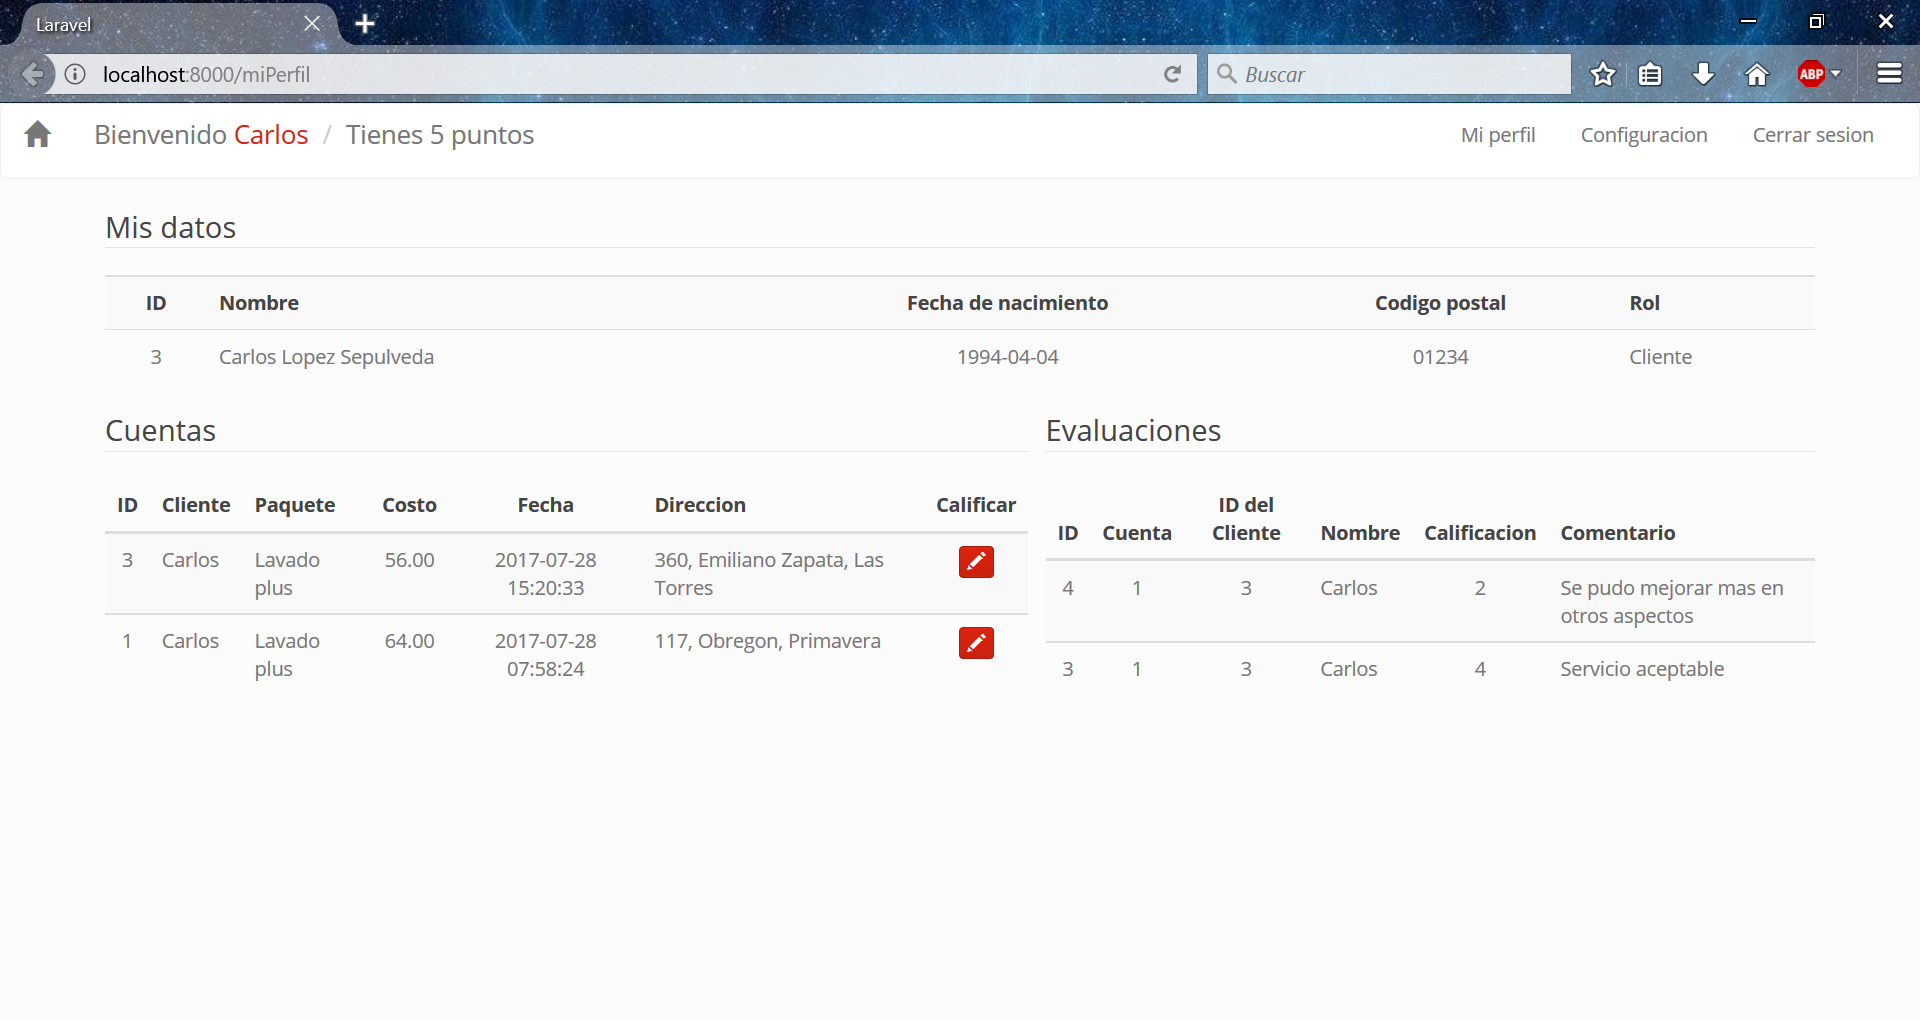 Laravel
localhost:8000/miPerfil
Buscar
ABP
Bienvenido Carlos / Tienes 5 puntos
Mi perfil Configuracion Cerrar sesion
Mis datos
ID Nombre Fecha de nacimiento Codigo postal Rol
3 Carlos Lopez Sepulveda 1994-04-04 01234 Cliente
Cuentas
ID Cliente Paquete Costo Fecha Direccion Calificar
3 Carlos Lavado 56.00 2017-07-28 360, Emiliano Zapata, Las
plus 15:20:33 Torres
1 Carlos Lavado 64.00 2017-07-28 117, Obregon, Primavera
plus 07:58:24
Evaluaciones
ID del
ID Cuenta Cliente Nombre Calificacion Comentario
4 1 3 Carlos 2 Se pudo mejorar mas en
otros aspectos
3 1 3 Carlos 4 Servicio aceptable